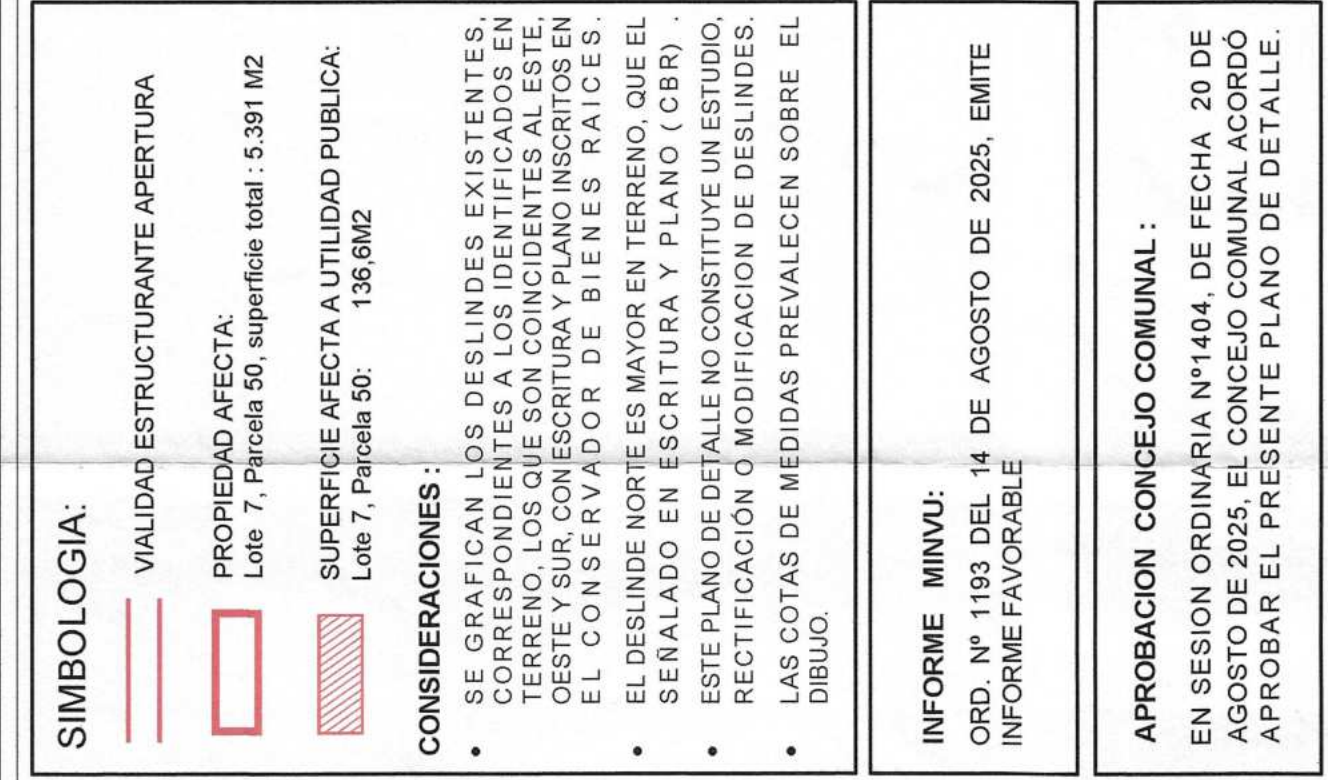 SIMBOLOGIA:
VIALIDAD ESTRUCTURANTE APERTURA
PROPIEDAD AFECTA:
Lote 7, Parcela 50, superficie total : 5.391 M2
SUPERFICIE AFECTA A UTILIDAD PUBLICA:
Lote 7, Parcela 50: 136,6M2
CONSIDERACIONES :
• SE GRAFICAN LOS DESLINDES EXISTENTES,
CORRESPONDIENTES A LOS IDENTIFICADOS EN
TERRENO, LOS QUE SON COINCIDENTES AL ESTE,
OESTE Y SUR, CON ESCRITURA Y PLANO INSCRITOS EN
EL CONSERVADOR DE BIENES RAICES.
• EL DESLINDE NORTE ES MAYOR EN TERRENO, QUE EL
SEÑALADO EN ESCRITURA Y PLANO ( CBR) .
• ESTE PLANO DE DETALLE NO CONSTITUYE UN ESTUDIO,
RECTIFICACIÓN O MODIFICACION DE DESLINDES.
• LAS COTAS DE MEDIDAS PREVALECEN SOBRE EL
DIBUJO.
INFORME MINVU:
ORD. Nº 1193 DEL 14 DE AGOSTO DE 2025, EMITE
INFORME FAVORABLE
APROBACION CONCEJO COMUNAL :
EN SESION ORDINARIA N°1404, DE FECHA 20 DE
AGOSTO DE 2025, EL CONCEJO COMUNAL ACORDÓ
APROBAR EL PRESENTE PLANO DE DETALLE.